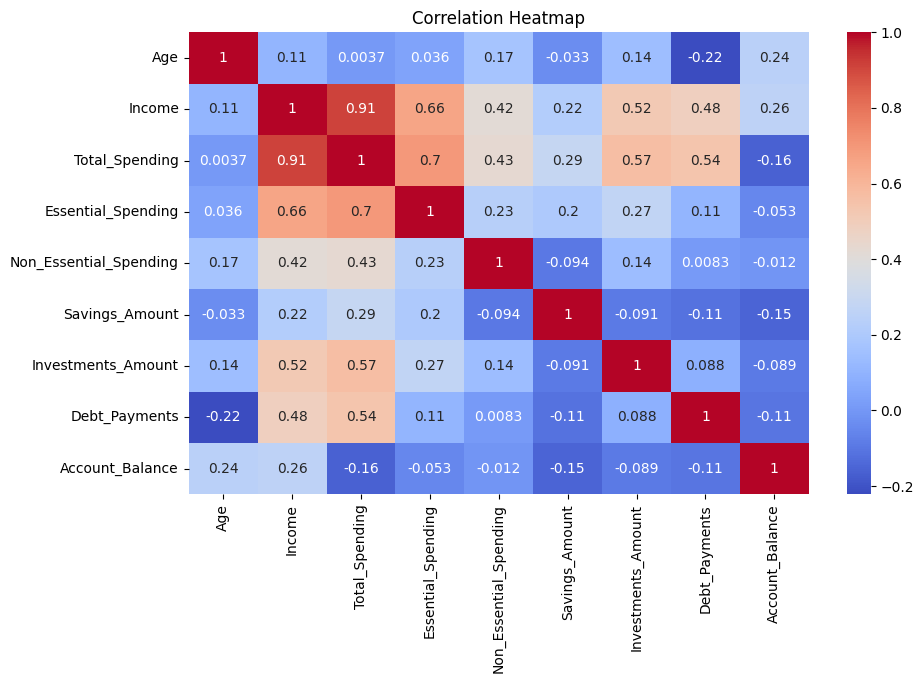 Correlation Heatmap
Age 1 0.11 0.0037 0.036 0.17 -0.033 0.14 -0.22 0.24
Income 0.11 1 0.91 0.66 0.42 0.22 0.52 0.48 0.26
Total_Spending 0.0037 0.91 1 0.7 0.43 0.29 0.57 0.54 -0.16
Essential_Spending 0.036 0.66 0.7 1 0.23 0.2 0.27 0.11 -0.053
Non_Essential_Spending 0.17 0.42 0.43 0.23 1 -0.094 0.14 0.0083 -0.012
Savings_Amount -0.033 0.22 0.29 0.2 -0.094 1 -0.091 -0.11 -0.15
Investments_Amount 0.14 0.52 0.57 0.27 0.14 -0.091 1 0.088 -0.089
Debt_Payments -0.22 0.48 0.54 0.11 0.0083 -0.11 0.088 1 -0.11
Account_Balance 0.24 0.26 -0.16 -0.053 -0.012 -0.15 -0.089 -0.11 1
Age
Income
Total_Spending
Essential_Spending
Non_Essential_Spending
Savings_Amount
Investments_Amount
Debt_Payments
Account_Balance
1.0
0.8
0.6
0.4
0.2
0.0
−0.2